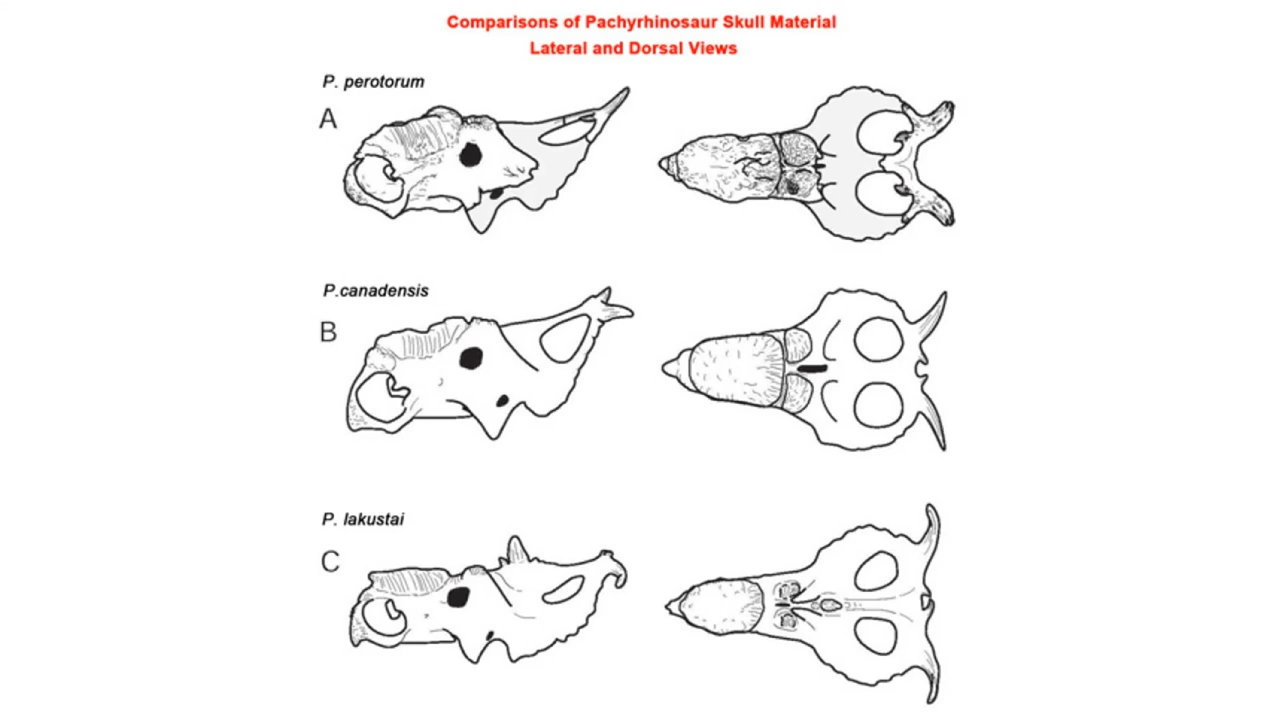 Comparisons of Pachyrhinosaur Skull Material
Lateral and Dorsal Views
P. perotorum
A
P.canadensis
B
P. lakustai
C